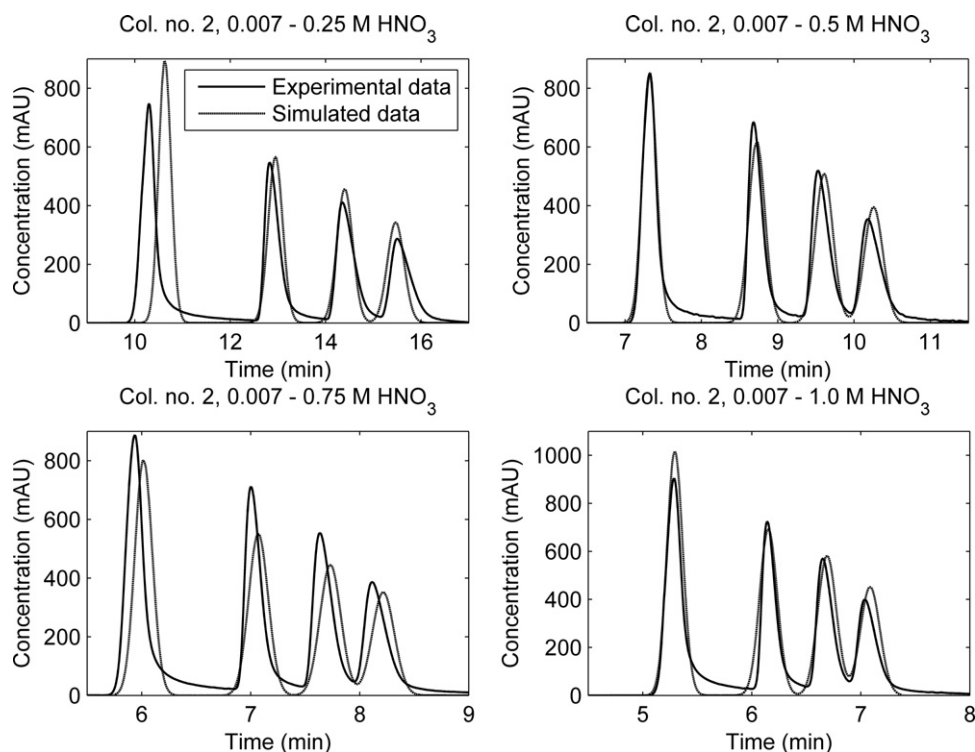 Col. no. 2, 0.007 - 0.25 M HNO3
Concentration (mAU)
800
600
400
200
0
Experimental data
Simulated data
10 12 14 16
Time (min)
Col. no. 2, 0.007 - 0.5 M HNO3
Concentration (mAU)
800
600
400
200
0
7 8 9 10 11
Time (min)
Col. no. 2, 0.007 - 0.75 M HNO3
Concentration (mAU)
800
600
400
200
0
6 7 8 9
Time (min)
Col. no. 2, 0.007 - 1.0 M HNO3
Concentration (mAU)
1000
800
600
400
200
0
5 6 7 8
Time (min)